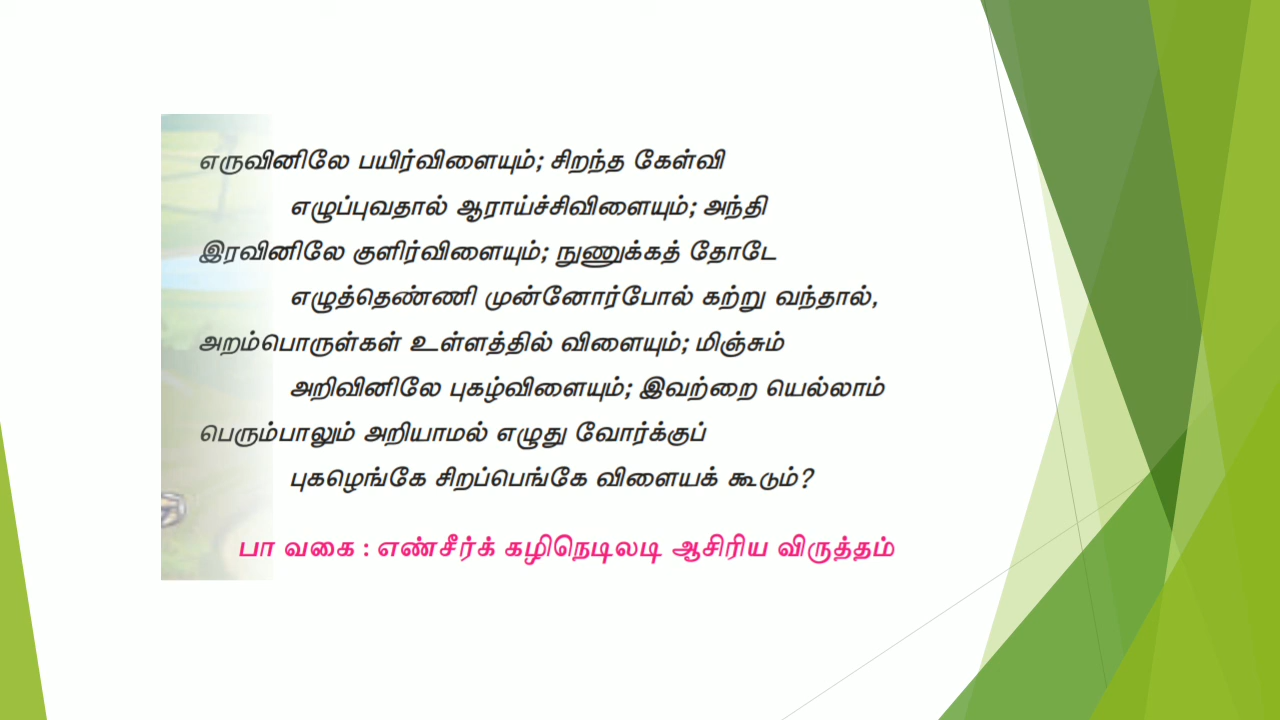 எருவினிலே பயிர்விளையும்; சிறந்த கேள்வி
எழுப்புவதால் ஆராய்ச்சிவிளையும்; அந்தி
இரவினிலே குளிர்விளையும்; நுணுக்கத் தோடே
எழுத்தெண்ணி முன்னோர்போல் கற்று வந்தால்,
அறம்பொருள்கள் உள்ளத்தில் விளையும்; மிஞ்சும்
அறிவினிலே புகழ்விளையும்; இவற்றை யெல்லாம்
பெரும்பாலும் அறியாமல் எழுது வோர்க்குப்
புகழெங்கே சிறப்பெங்கே விளையக் கூடும்?
பா வகை : எண்சீர்க் கழிநெடிலடி ஆசிரிய விருத்தம்